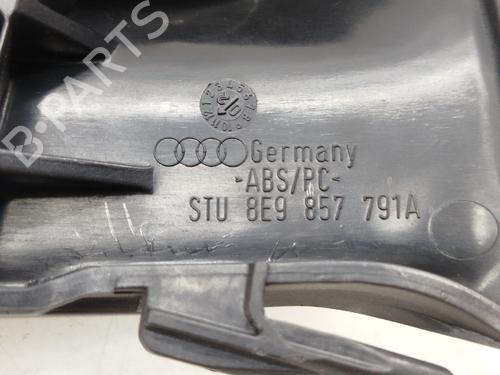 Germany
>ABS/PC<
STU 8E9 857 791A
B-PARTS